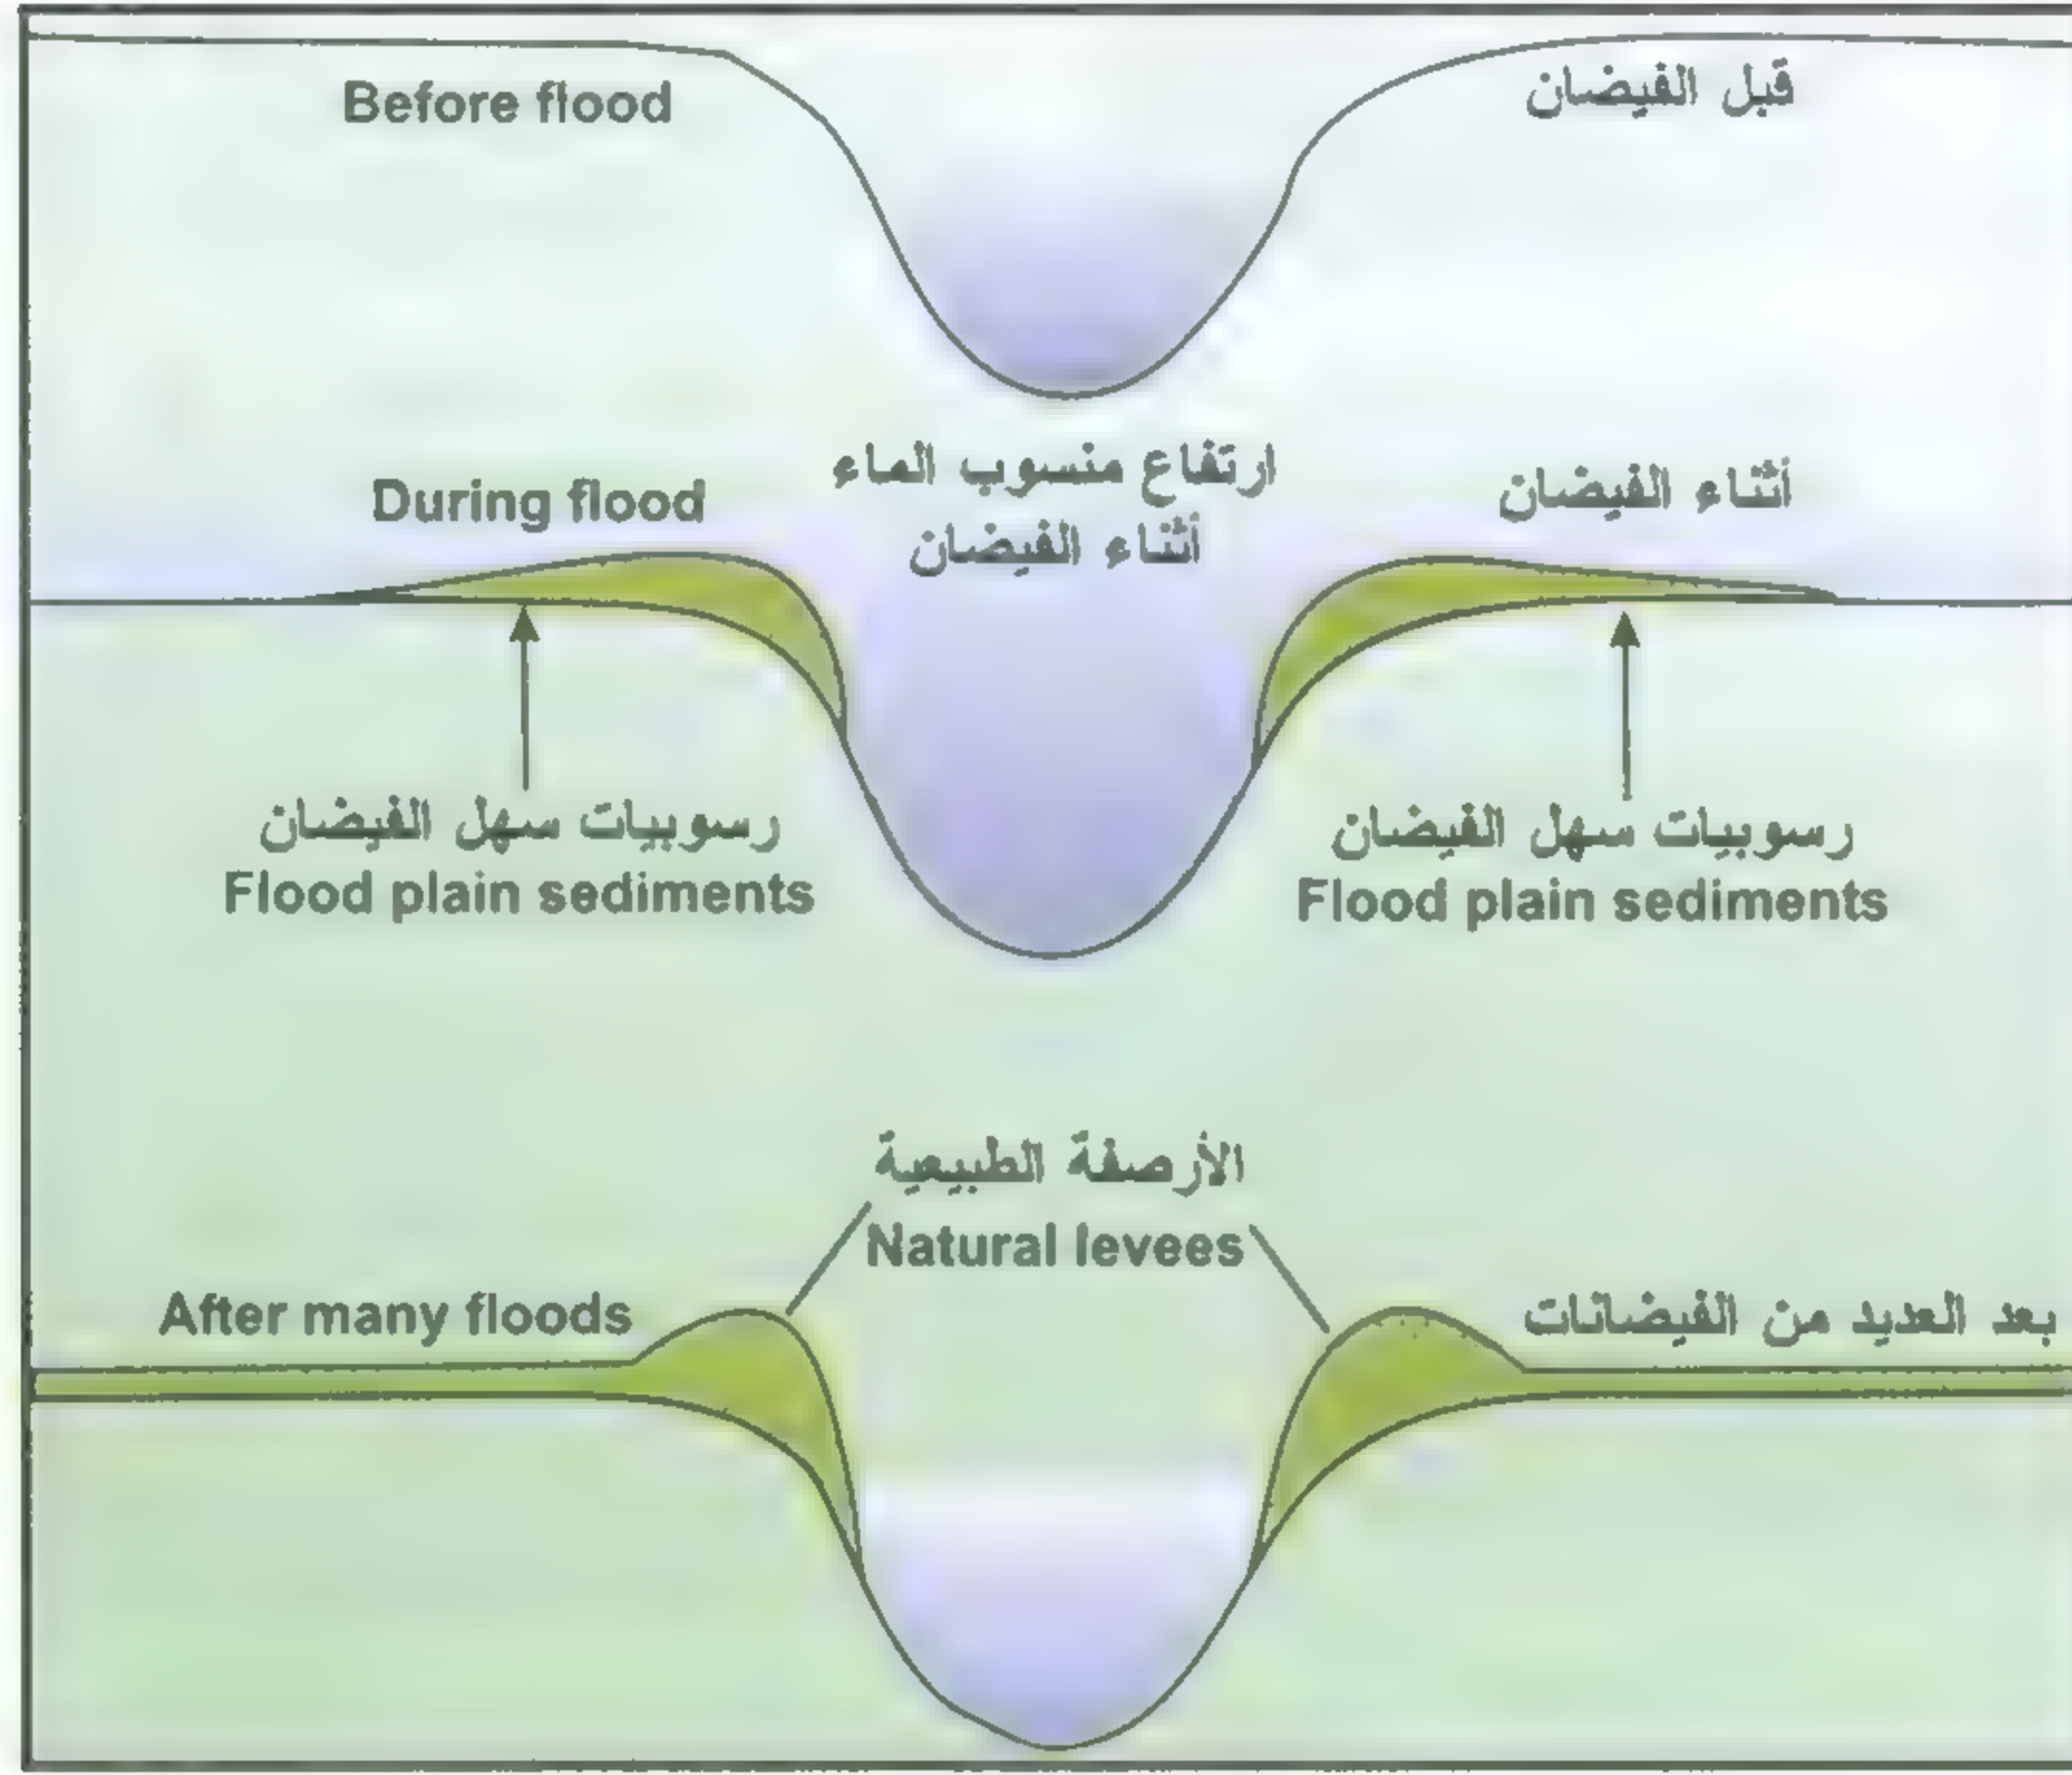 Before flood
قبل الفيضان
During flood
ارتفاع منسوب الماء
أثناء الفيضان
أثناء الفيضان
رسوبيات سهل الفيضان
Flood plain sediments
رسوبيات سهل الفيضان
Flood plain sediments
الأرصفة الطبيعية
Natural levees
After many floods
بعد العديد من الفيضانات